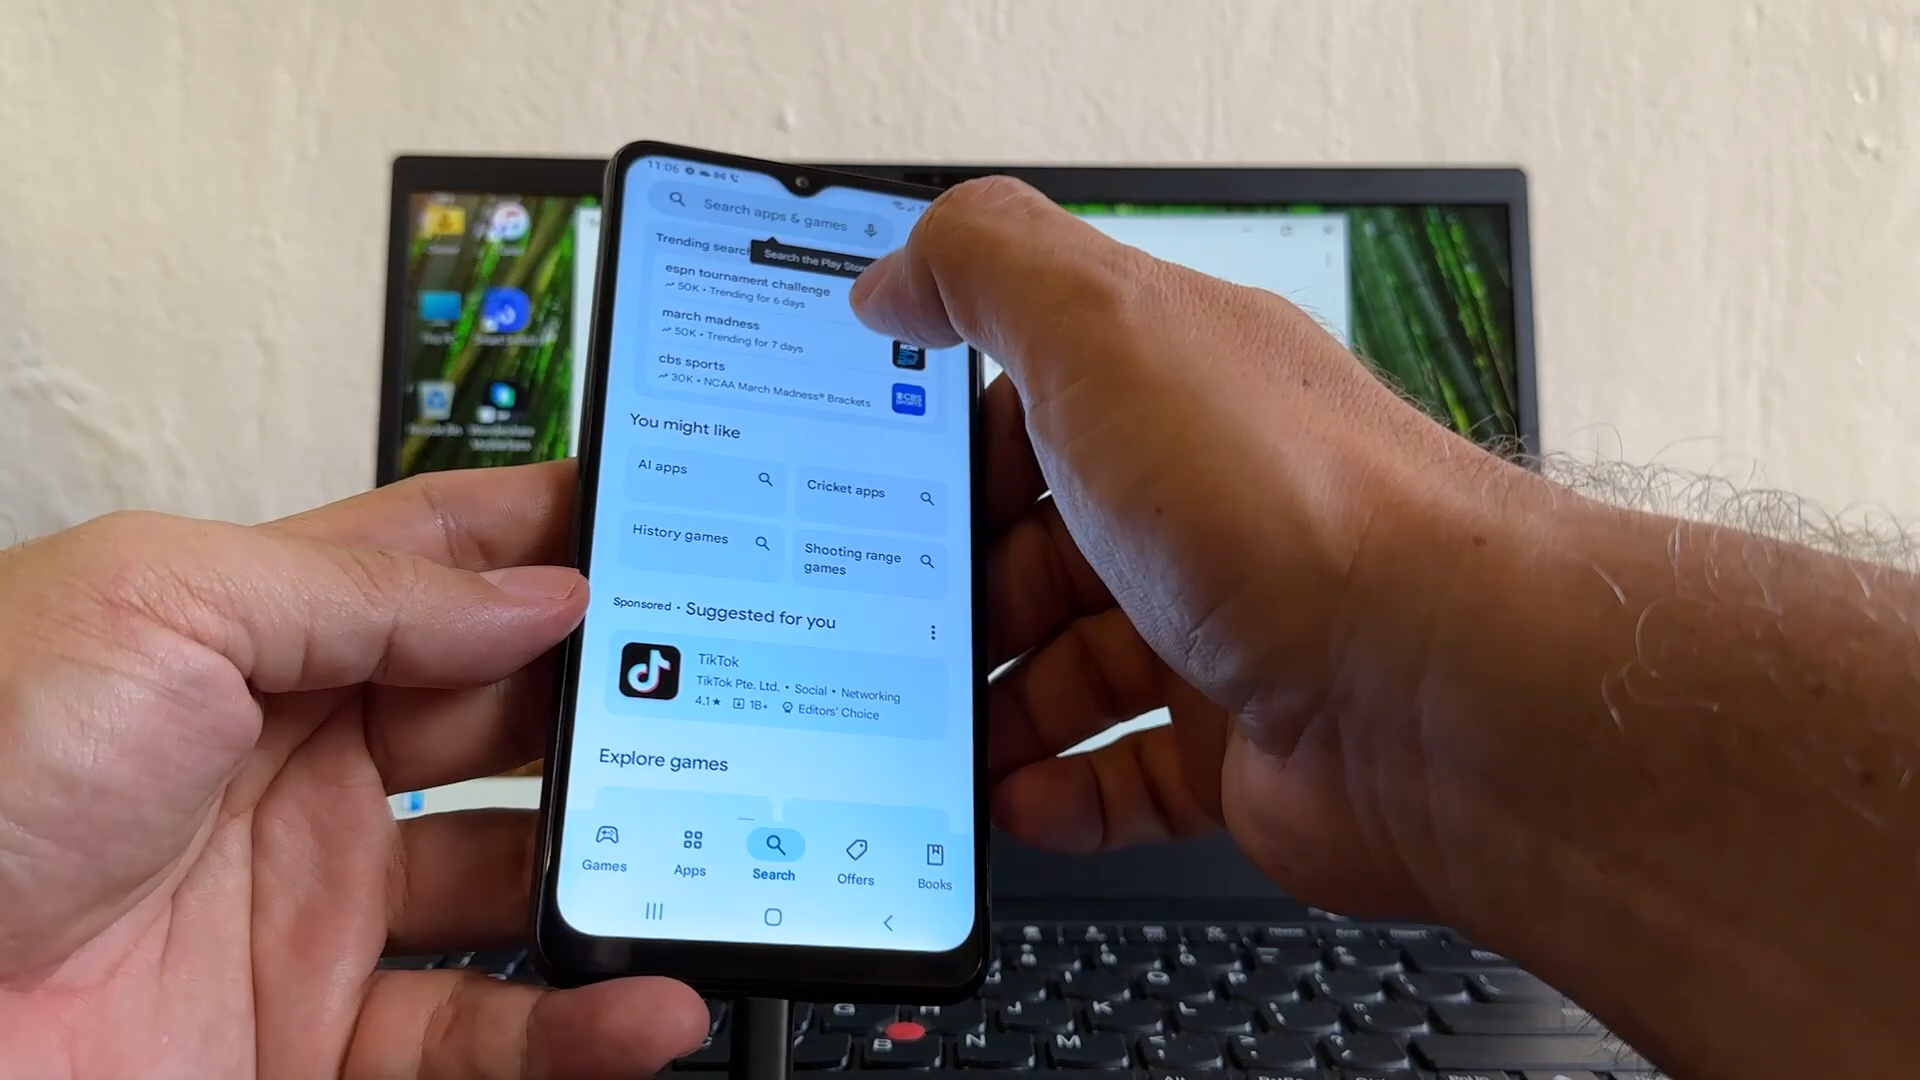 11:06
Search apps & games
Trending search
Search the Play Stor
espn tournament challenge
50K • Trending for 6 days
march madness
50K • Trending for 7 days
cbs sports
30K • NCAA March Madness® Brackets
CBS
SPORTS
You might like
AI apps
Cricket apps
History games
Shooting range
games
Sponsored • Suggested for you
TikTok
TikTok Pte. Ltd. • Social • Networking
4.1★ 1B+ Editors' Choice
Explore games
Games
Apps
Search
Offers
Books
G H J K L
B N M